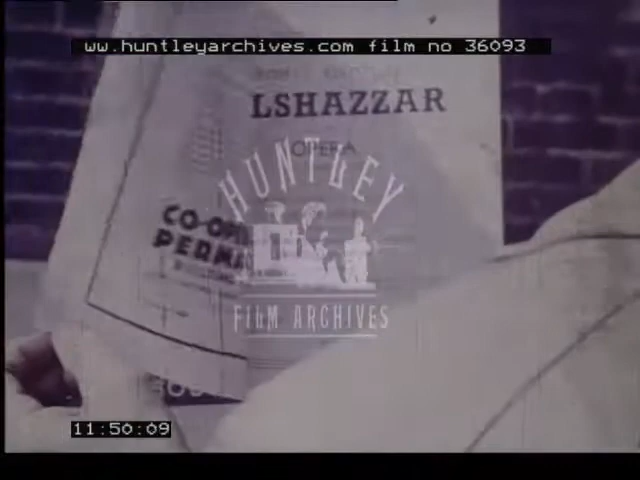 ww.huntleyarchives.com film no 36093
LSHAZZAR
OPERA
HUNTLEY
CO-OP
PERMA
FILM ARCHIVES
11:50:09